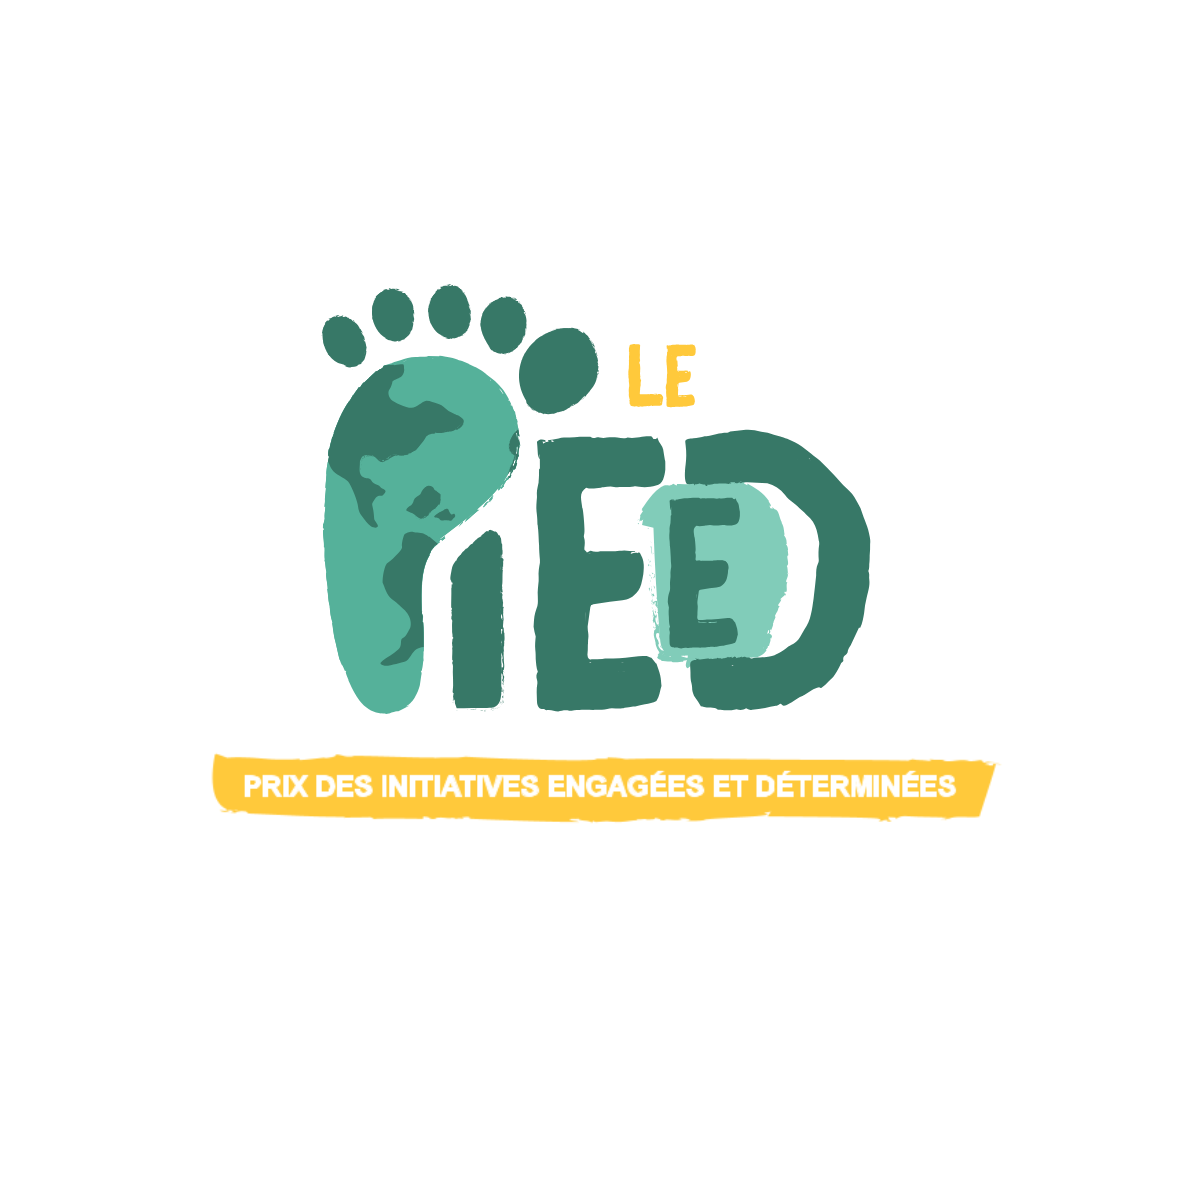 LE
PIEED
PRIX DES INITIATIVES ENGAGÉES ET DÉTERMINÉES